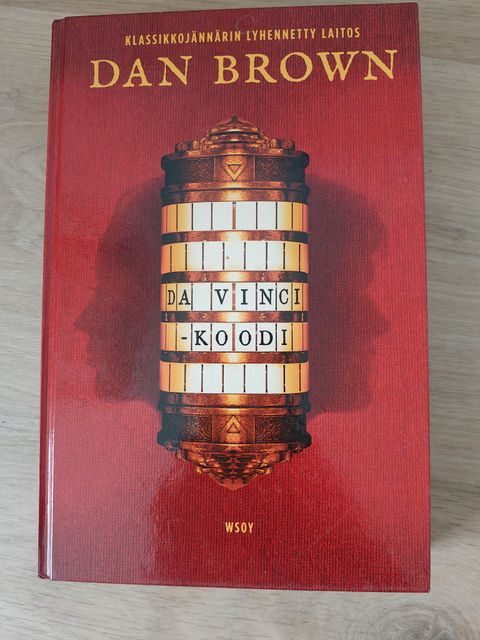 KLASSIKKOJÄNNÄRIN LYHENNETTY LAITOS
DAN BROWN
DA VINCI
-KOODI
WSOY